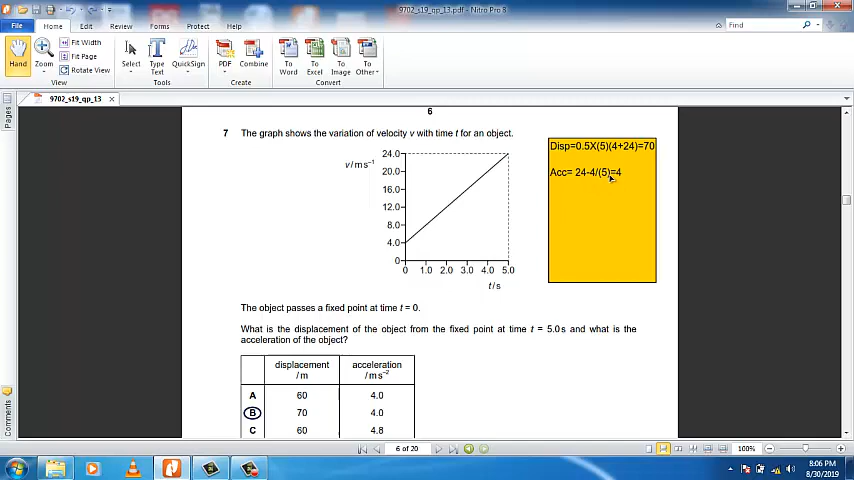 9702_s19_qp_13.pdf - Nitro Pro 8
File Home Edit Review Forms Protect Help
Find
Hand Zoom
Fit Width
Fit Page
Rotate View
Select Type Text QuickSign
PDF Combine
To Word To Excel To Image To Other
View Tools Create Convert
9702_s19_qp_13
Pages
6
7 The graph shows the variation of velocity v with time t for an object.
v / m s⁻¹
24.0
20.0
16.0
12.0
8.0
4.0
0
0 1.0 2.0 3.0 4.0 5.0
t / s
Disp=0.5X(5)(4+24)=70
Acc= 24-4/(5)=4
The object passes a fixed point at time t = 0.
What is the displacement of the object from the fixed point at time t = 5.0 s and what is the
acceleration of the object?
displacement / m acceleration / m s⁻²
A 60 4.0
B 70 4.0
C 60 4.8
Comments
6 of 20
100%
8:06 PM
8/30/2019